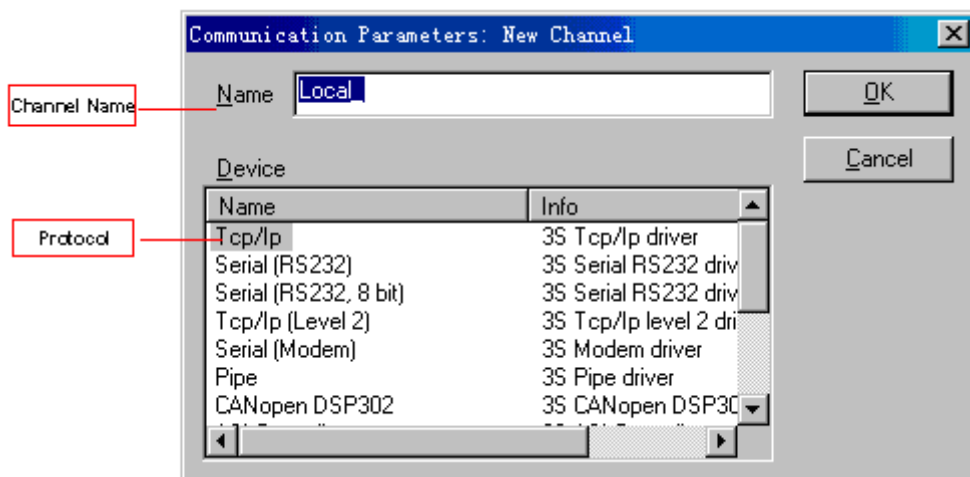 Communication Parameters: New Channel
Channel Name
Name Local_
OK
Cancel
Device
Name Info
Protocol
Tcp/Ip 3S Tcp/Ip driver
Serial (RS232) 3S Serial RS232 driv
Serial (RS232, 8 bit) 3S Serial RS232 driv
Tcp/Ip (Level 2) 3S Tcp/Ip level 2 dri
Serial (Modem) 3S Modem driver
Pipe 3S Pipe driver
CANopen DSP302 3S CANopen DSP30